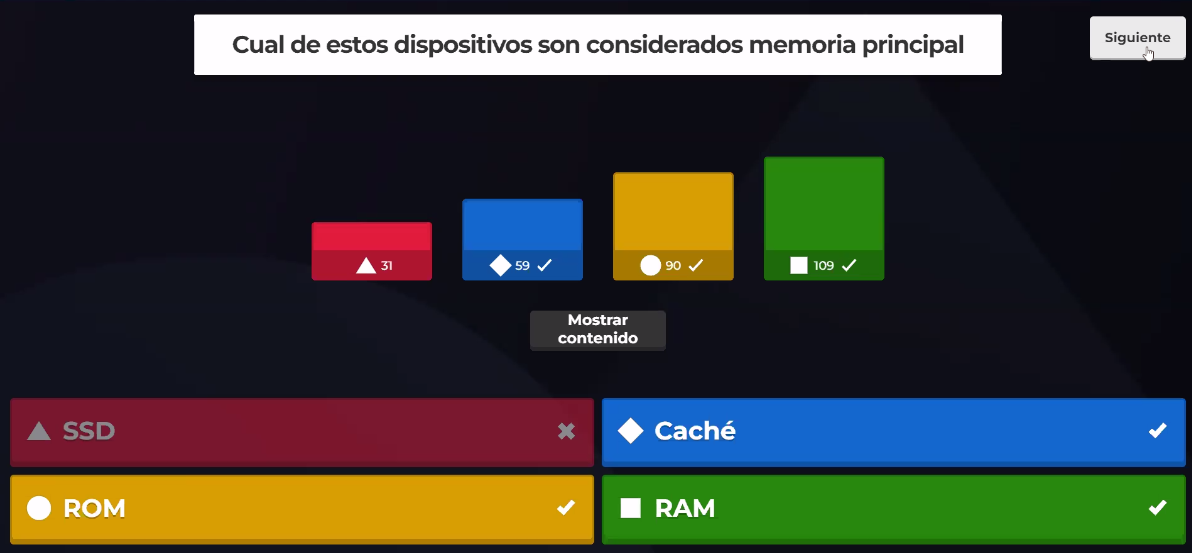 Cual de estos dispositivos son considerados memoria principal
Siguiente
31
59
90
109
Mostrar
contenido
SSD
Caché
ROM
RAM